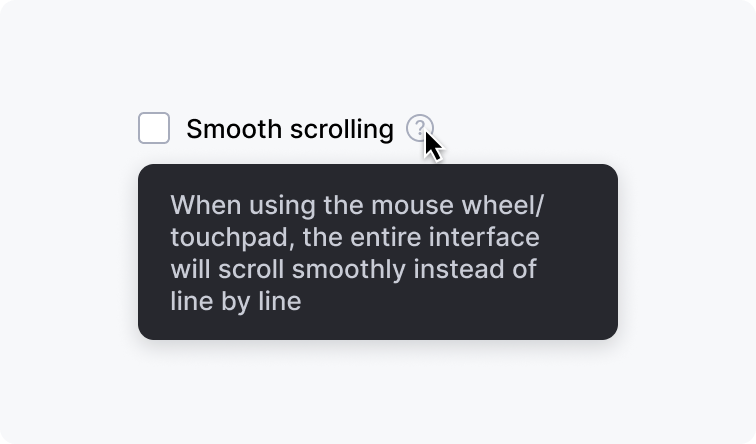 Smooth scrolling ?
When using the mouse wheel/
touchpad, the entire interface
will scroll smoothly instead of
line by line